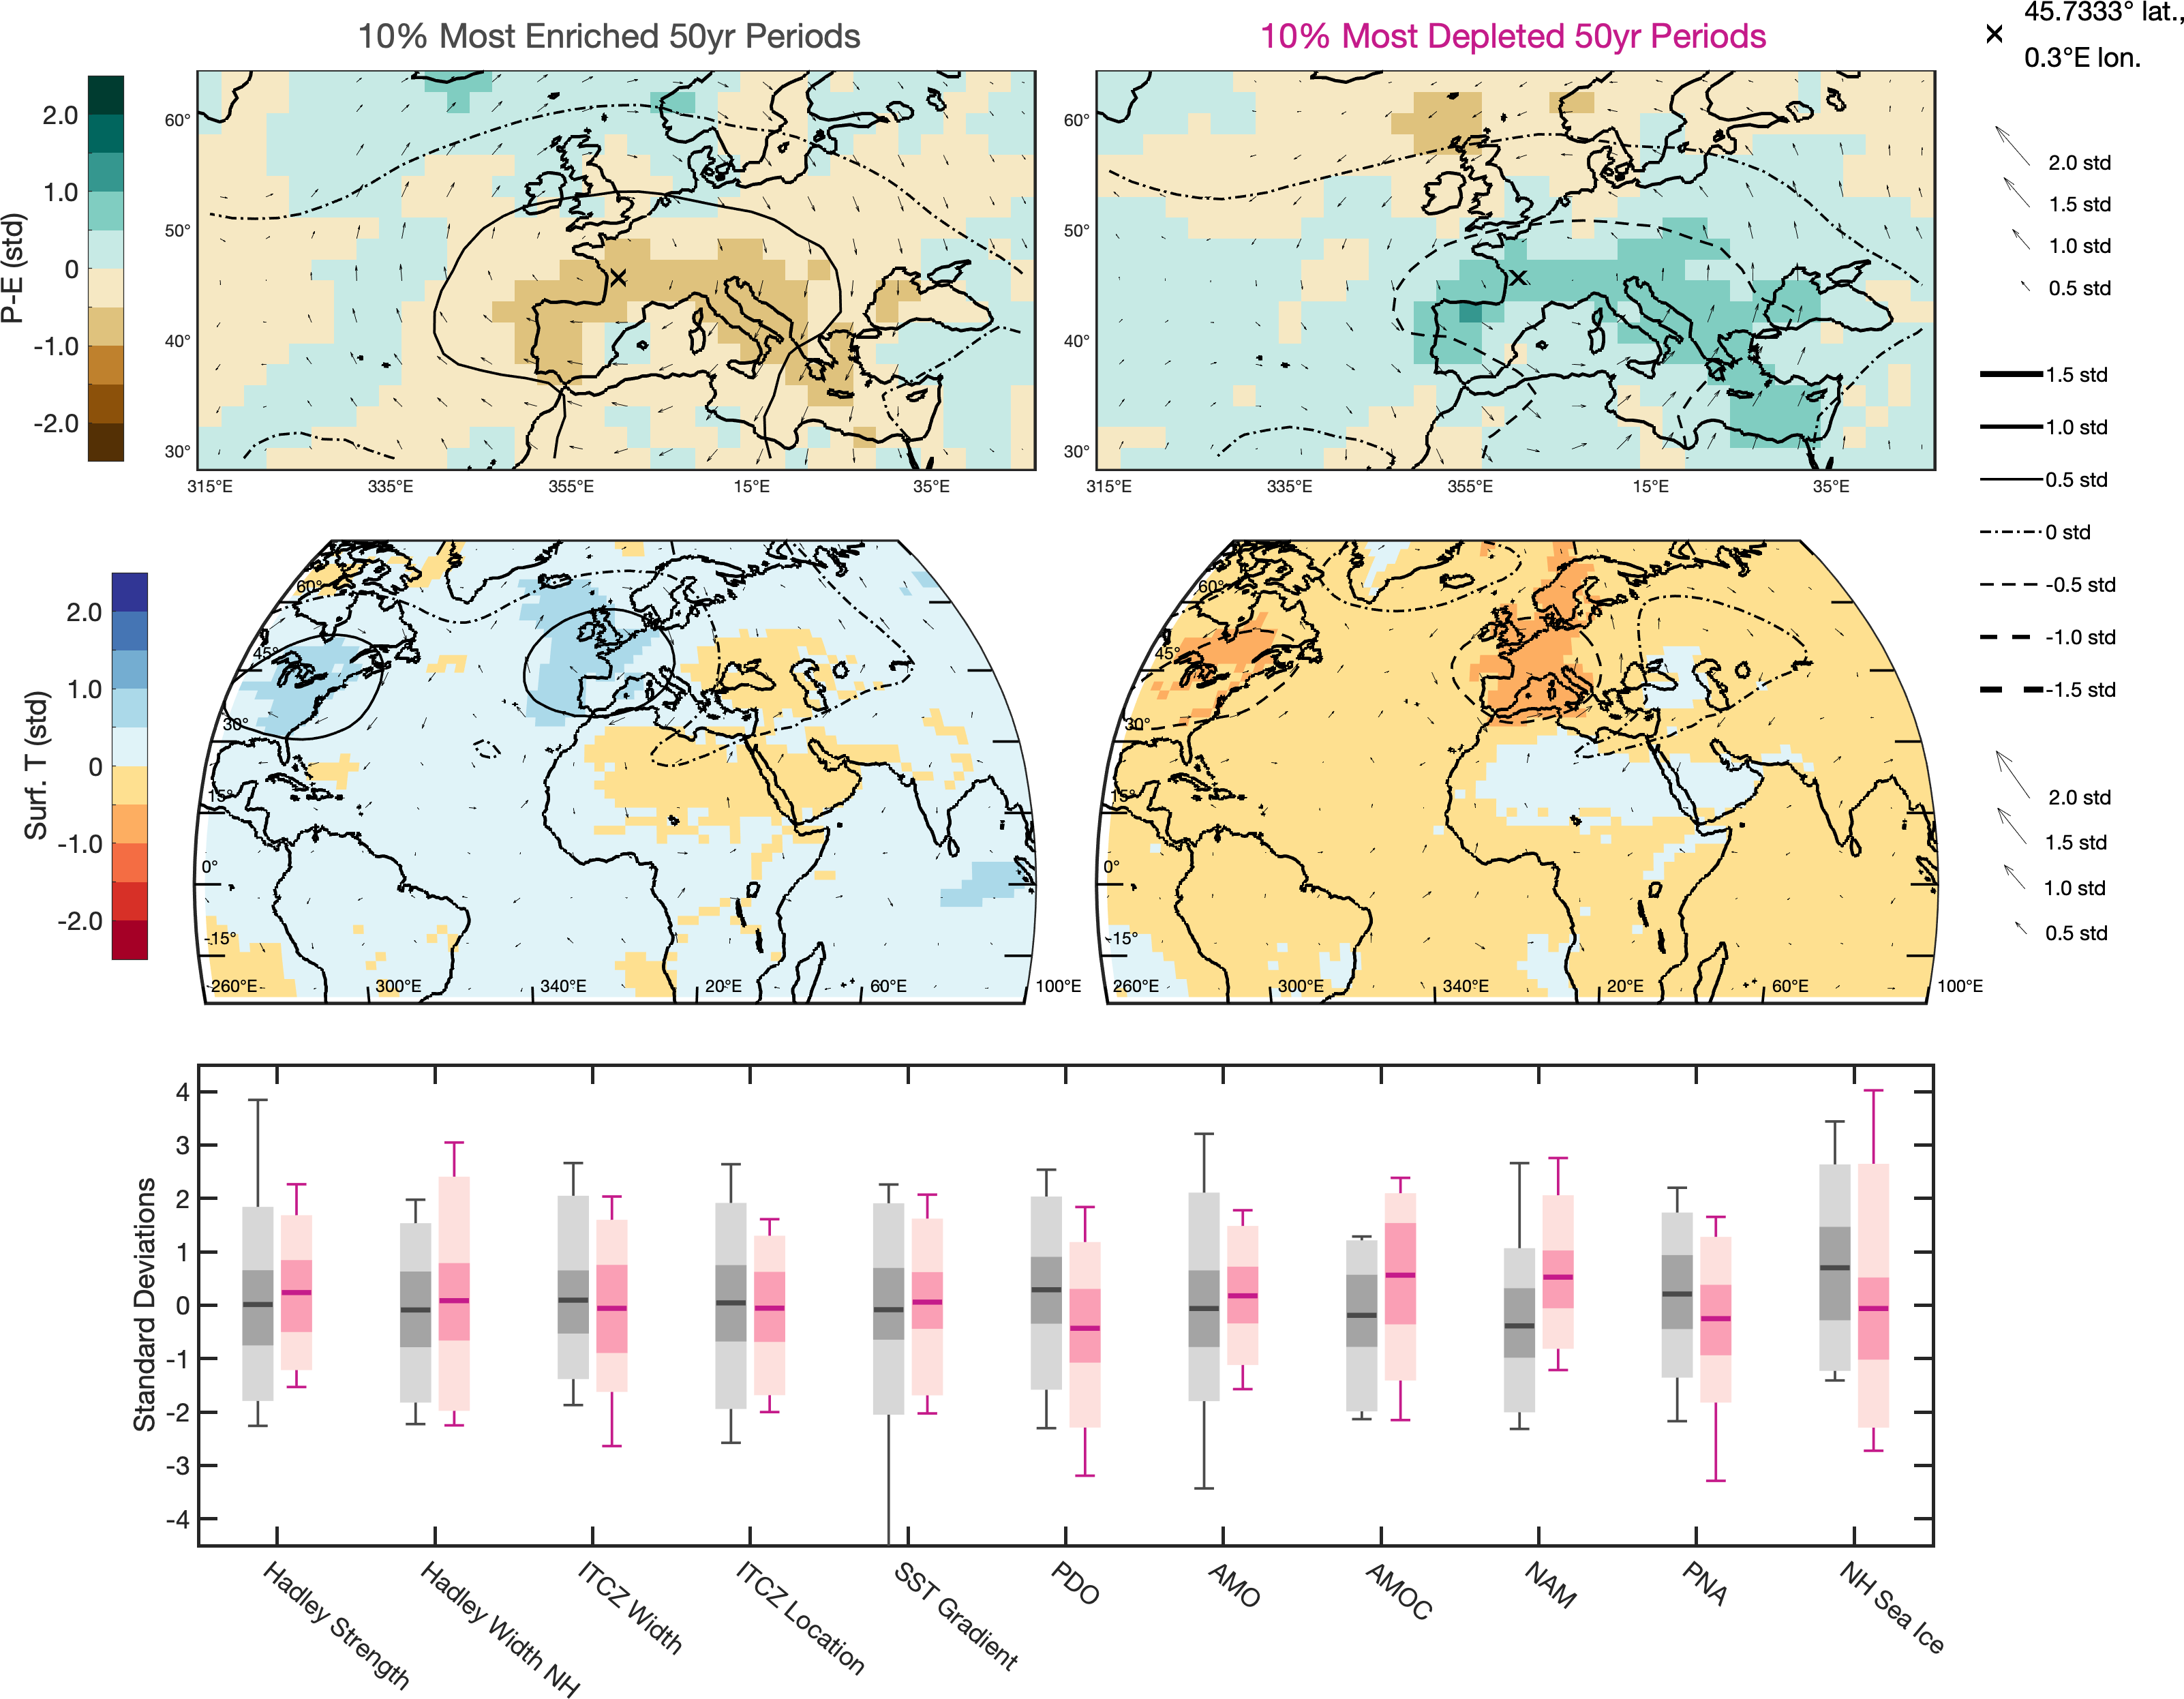 10% Most Enriched 50yr Periods
10% Most Depleted 50yr Periods
45.7333° lat.,
0.3°E lon.
P-E (std)
2.0
1.0
0
-1.0
-2.0
60°
50°
40°
30°
315°E
335°E
355°E
15°E
35°E
60°
50°
40°
30°
315°E
335°E
355°E
15°E
35°E
2.0 std
1.5 std
1.0 std
0.5 std
1.5 std
1.0 std
0.5 std
0 std
-0.5 std
-1.0 std
-1.5 std
Surf. T (std)
2.0
1.0
0
-1.0
-2.0
60°
45°
30°
15°
0°
-15°
260°E
300°E
340°E
20°E
60°E
100°E
60°
45°
30°
15°
0°
-15°
260°E
300°E
340°E
20°E
60°E
100°E
2.0 std
1.5 std
1.0 std
0.5 std
Standard Deviations
4
3
2
1
0
-1
-2
-3
-4
Hadley Strength
Hadley Width NH
ITCZ Width
ITCZ Location
SST Gradient
PDO
AMO
AMOC
NAM
PNA
NH Sea Ice